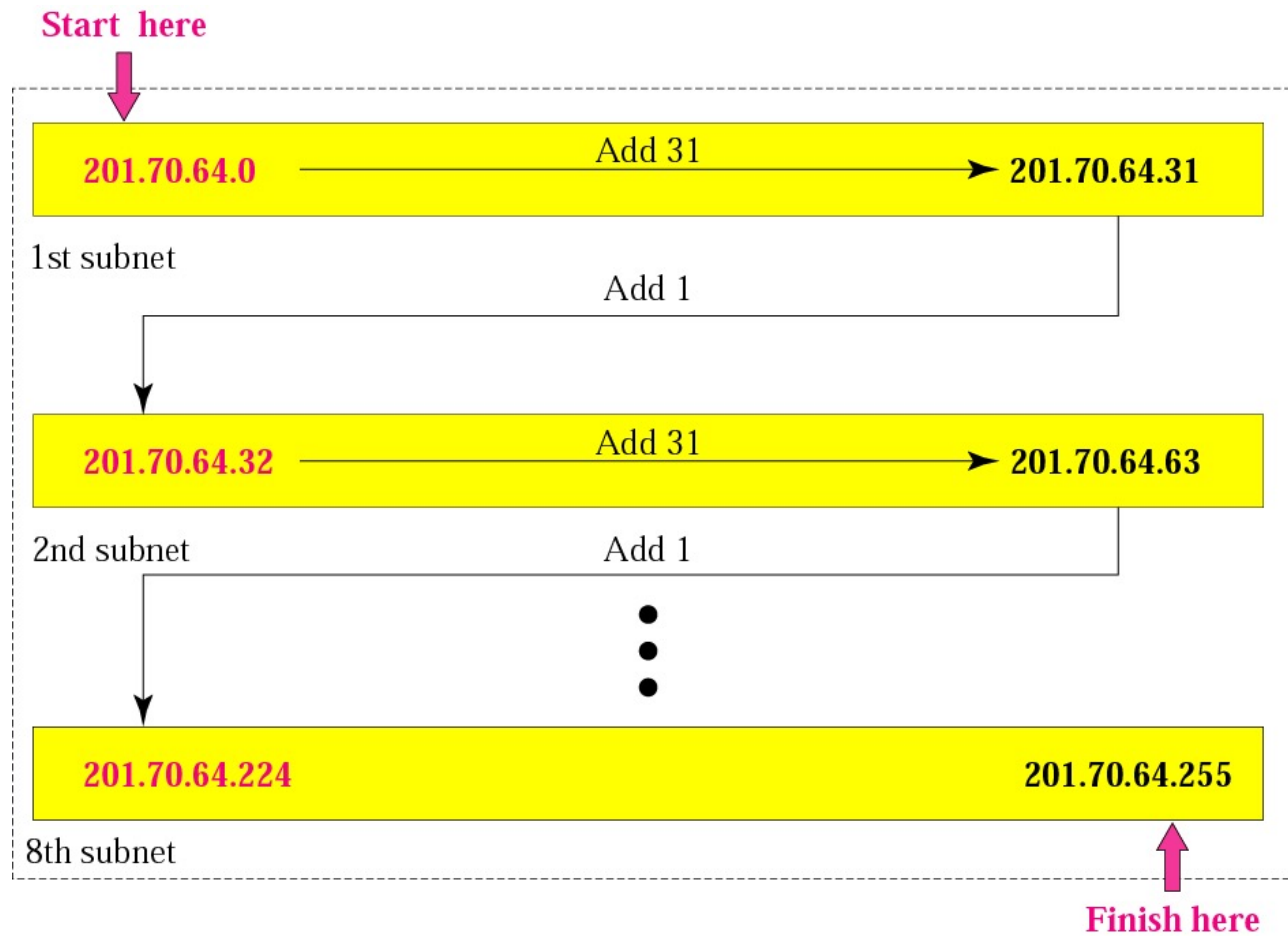 Start here
201.70.64.0 Add 31 201.70.64.31
1st subnet
Add 1
201.70.64.32 Add 31 201.70.64.63
2nd subnet Add 1
201.70.64.224 201.70.64.255
8th subnet
Finish here